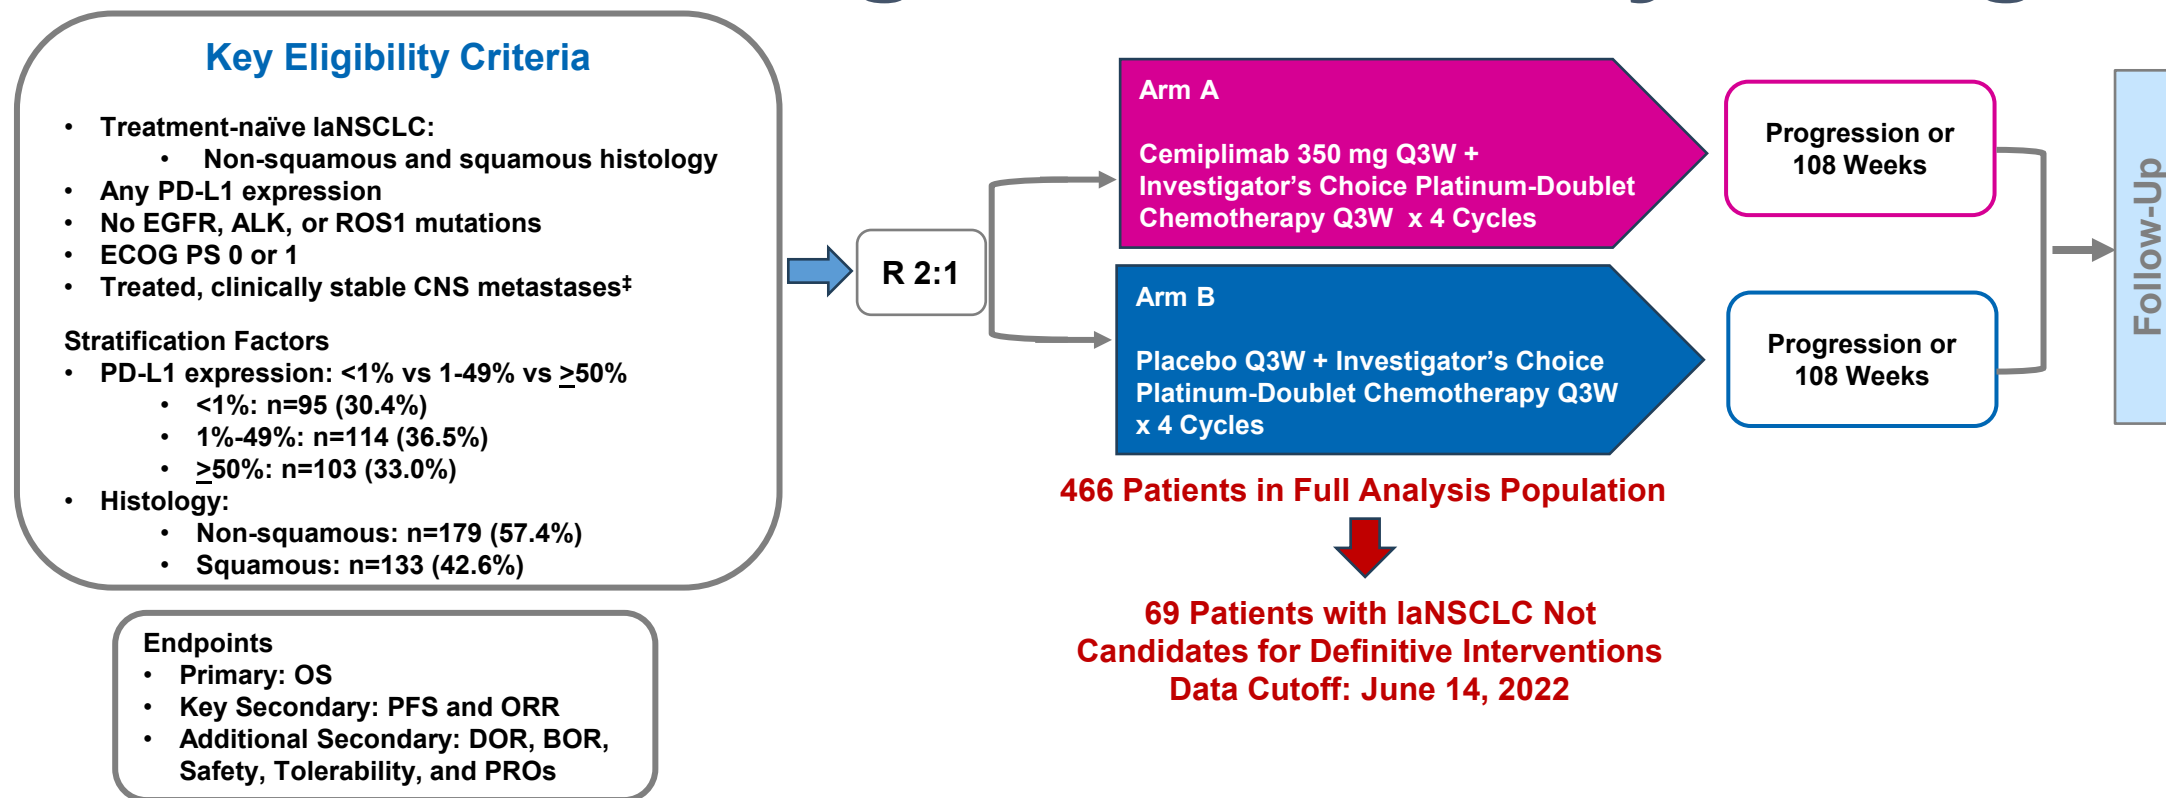 Key Eligibility Criteria
• Treatment-naïve laNSCLC:
• Non-squamous and squamous histology
• Any PD-L1 expression
• No EGFR, ALK, or ROS1 mutations
• ECOG PS 0 or 1
• Treated, clinically stable CNS metastases‡
Stratification Factors
• PD-L1 expression: <1% vs 1-49% vs ≥50%
• <1%: n=95 (30.4%)
• 1%-49%: n=114 (36.5%)
• ≥50%: n=103 (33.0%)
• Histology:
• Non-squamous: n=179 (57.4%)
• Squamous: n=133 (42.6%)
Endpoints
• Primary: OS
• Key Secondary: PFS and ORR
• Additional Secondary: DOR, BOR,
Safety, Tolerability, and PROs
R 2:1
Arm A
Cemiplimab 350 mg Q3W +
Investigator’s Choice Platinum-Doublet
Chemotherapy Q3W x 4 Cycles
Progression or
108 Weeks
Arm B
Placebo Q3W + Investigator’s Choice
Platinum-Doublet Chemotherapy Q3W
x 4 Cycles
Progression or
108 Weeks
Follow-Up
466 Patients in Full Analysis Population
69 Patients with laNSCLC Not
Candidates for Definitive Interventions
Data Cutoff: June 14, 2022